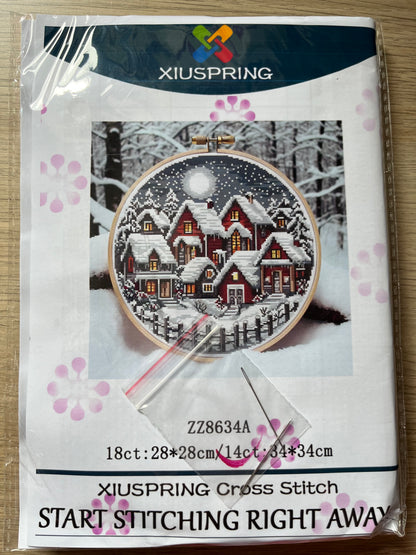 XIUSPRING
ZZ8634A
18ct:28*28cm/14ct:34*34cm
XIUSPRING Cross Stitch
START STITCHING RIGHT AWAY